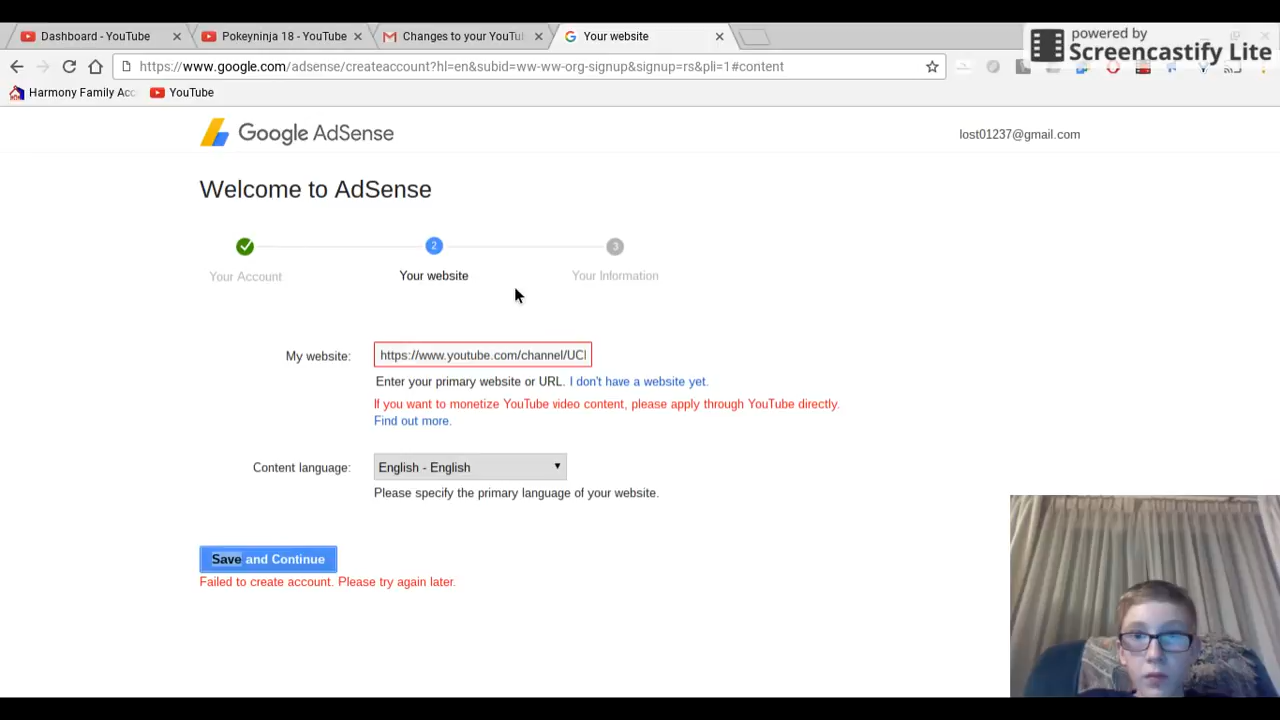 Dashboard - YouTube
Pokeyninja 18 - YouTube
Changes to your YouTu
Your website
powered by
Screencastify Lite
https://www.google.com/adsense/createaccount?hl=en&subid=ww-ww-org-signup&signup=rs&pli=1#content
Harmony Family Acc
YouTube
Google AdSense
lost01237@gmail.com
Welcome to AdSense
2
3
Your Account
Your website
Your Information
My website:
https://www.youtube.com/channel/UC
Enter your primary website or URL. I don't have a website yet.
If you want to monetize YouTube video content, please apply through YouTube directly.
Find out more.
Content language:
English - English
Please specify the primary language of your website.
Save and Continue
Failed to create account. Please try again later.